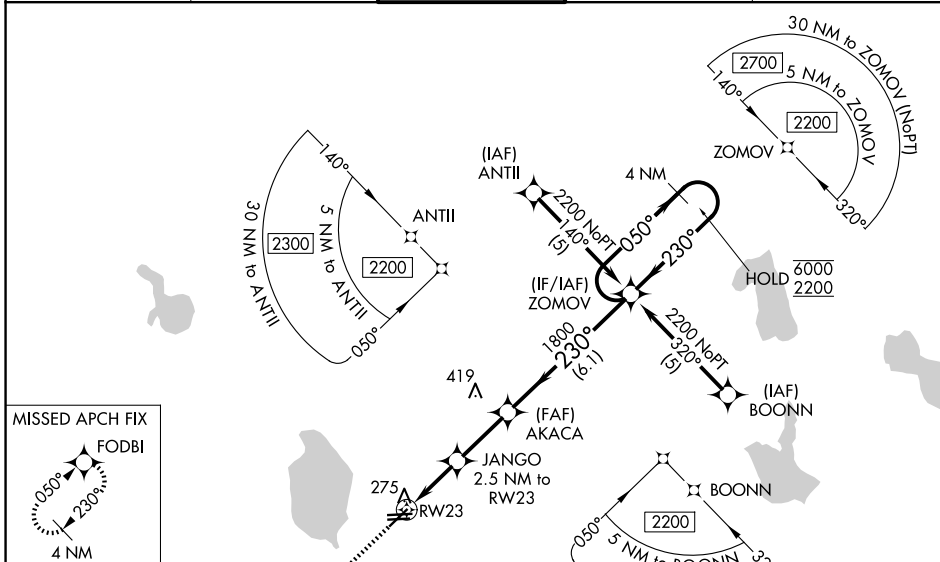 30 NM to ZOMOV (NoPT)
2700
5 NM to ZOMOV
140°
2200
ZOMOV
320°
140°
ANTII
2300
30 NM to ANTII
5 NM to ANTII
2200
050°
(IAF)
ANTII
4 NM
2200 NoPT
140°
(5)
050°
230°
HOLD
6000
2200
(IF/IAF)
ZOMOV
2200 NoPT
320°
(5)
(IAF)
BOONN
1800
230°
(6.1)
419
(FAF)
AKACA
JANGO
2.5 NM to
RW23
275
RW23
MISSED APCH FIX
FODBI
050°
230°
4 NM
BOONN
2200
050°
5 NM to BOONN